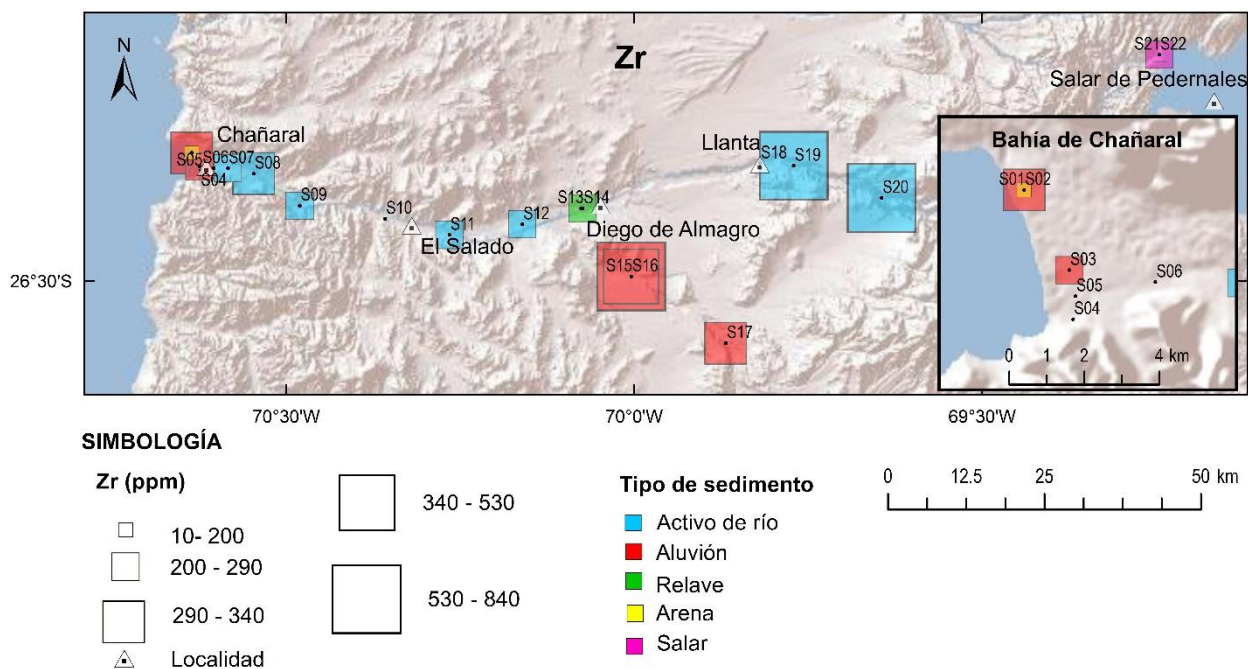 Zr
N
S21S22
Salar de Pedernales
Chañaral
Llanta
S18
S19
S05
S06S07
S08
S04
S20
S09
S10
S11
S12
S13S14
El Salado
Diego de Almagro
S15S16
S17
26°30'S
70°30'W
70°0'W
69°30'W
Bahía de Chañaral
S01S02
S03
S05
S06
S04
0 1 2 4 km
SIMBOLOGÍA
Zr (ppm)
10- 200
200 - 290
290 - 340
Localidad
340 - 530
530 - 840
Tipo de sedimento
Activo de río
Aluvión
Relave
Arena
Salar
0 12.5 25 50 km